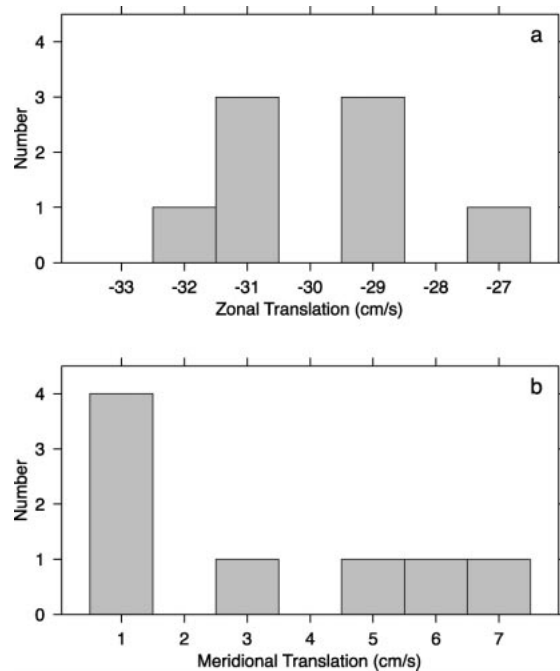 a
4
3
2
1
0
Number
-33 -32 -31 -30 -29 -28 -27
Zonal Translation (cm/s)
b
4
3
2
1
0
Number
1 2 3 4 5 6 7
Meridional Translation (cm/s)